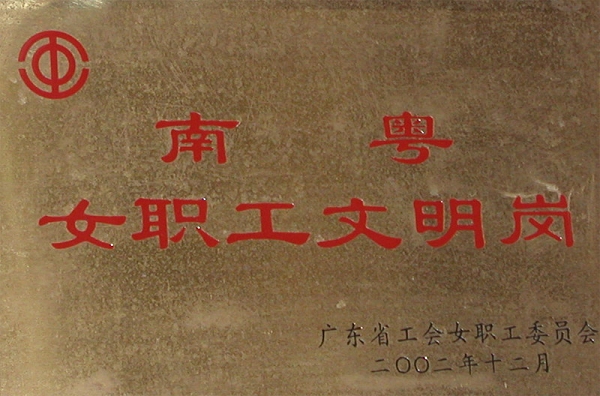 南粤
女职工文明岗
广东省工会女职工委员会
二〇〇二年十二月